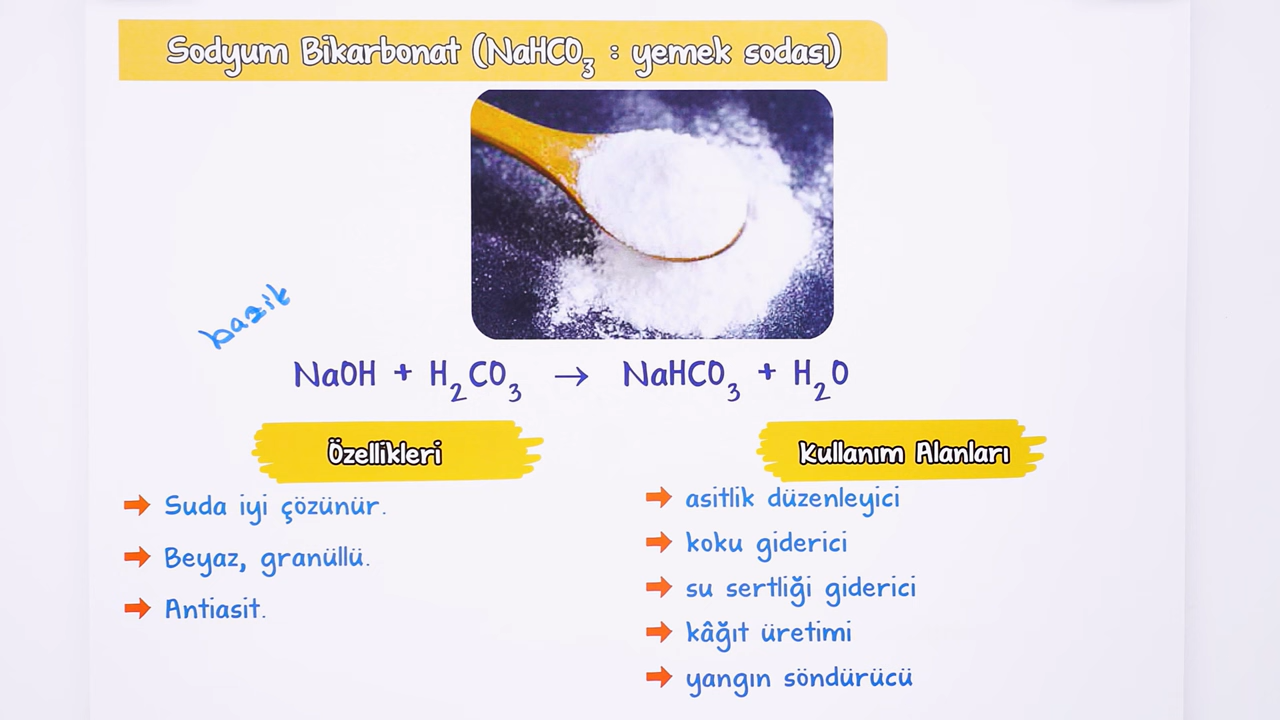 Sodyum Bikarbonat (NaHCO₃ : yemek sodası)
bazik
NaOH + H₂CO₃ → NaHCO₃ + H₂O
Özellikleri
Suda iyi çözünür.
Beyaz, granüllü.
Antiasit.
Kullanım Alanları
asitlik düzenleyici
koku giderici
su sertliği giderici
kâğıt üretimi
yangın söndürücü